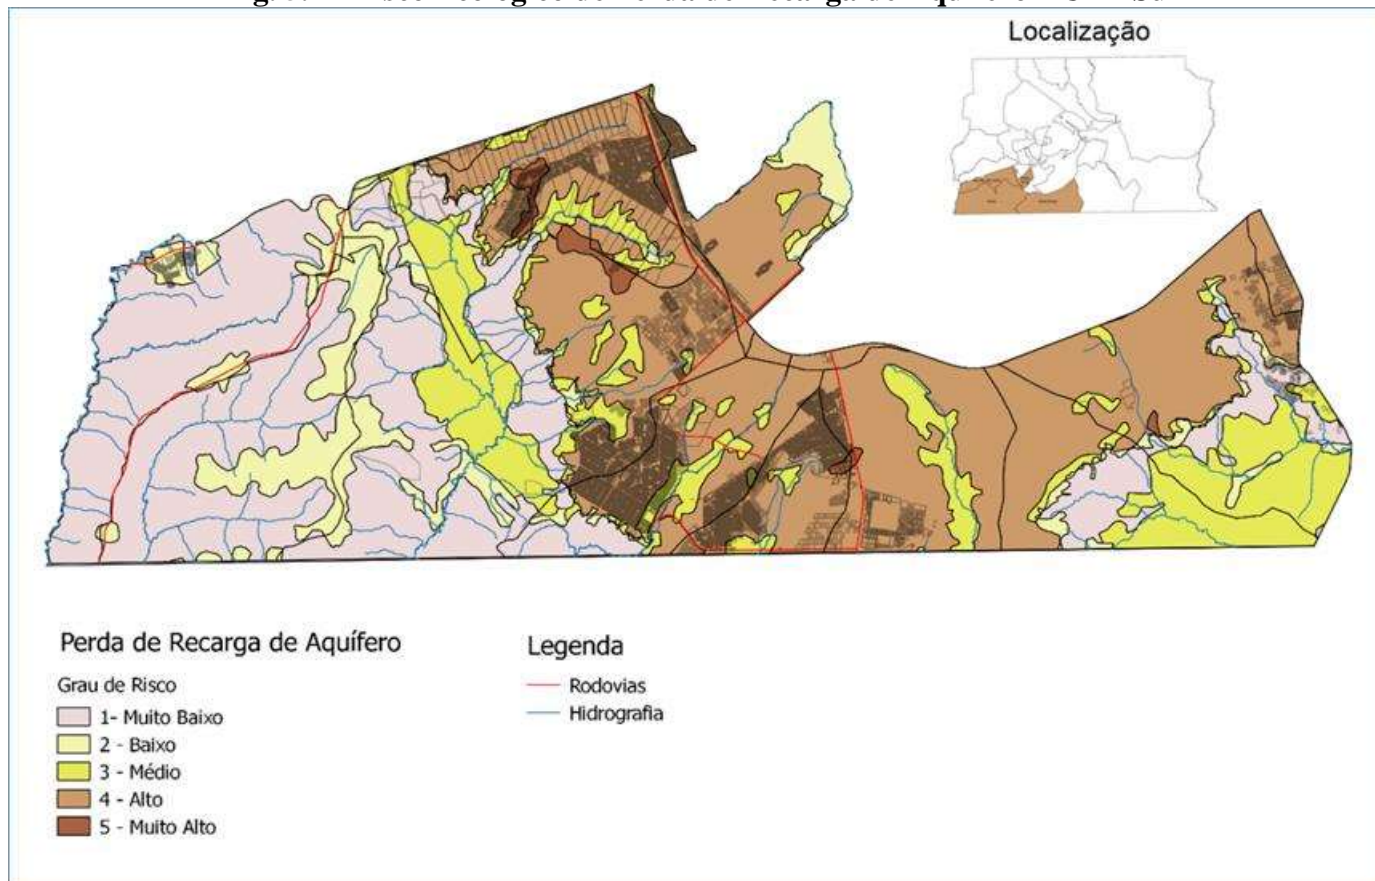 Localização
Perda de Recarga de Aquífero
Grau de Risco
1- Muito Baixo
2 - Baixo
3 - Médio
4 - Alto
5 - Muito Alto
Legenda
Rodovias
Hidrografia